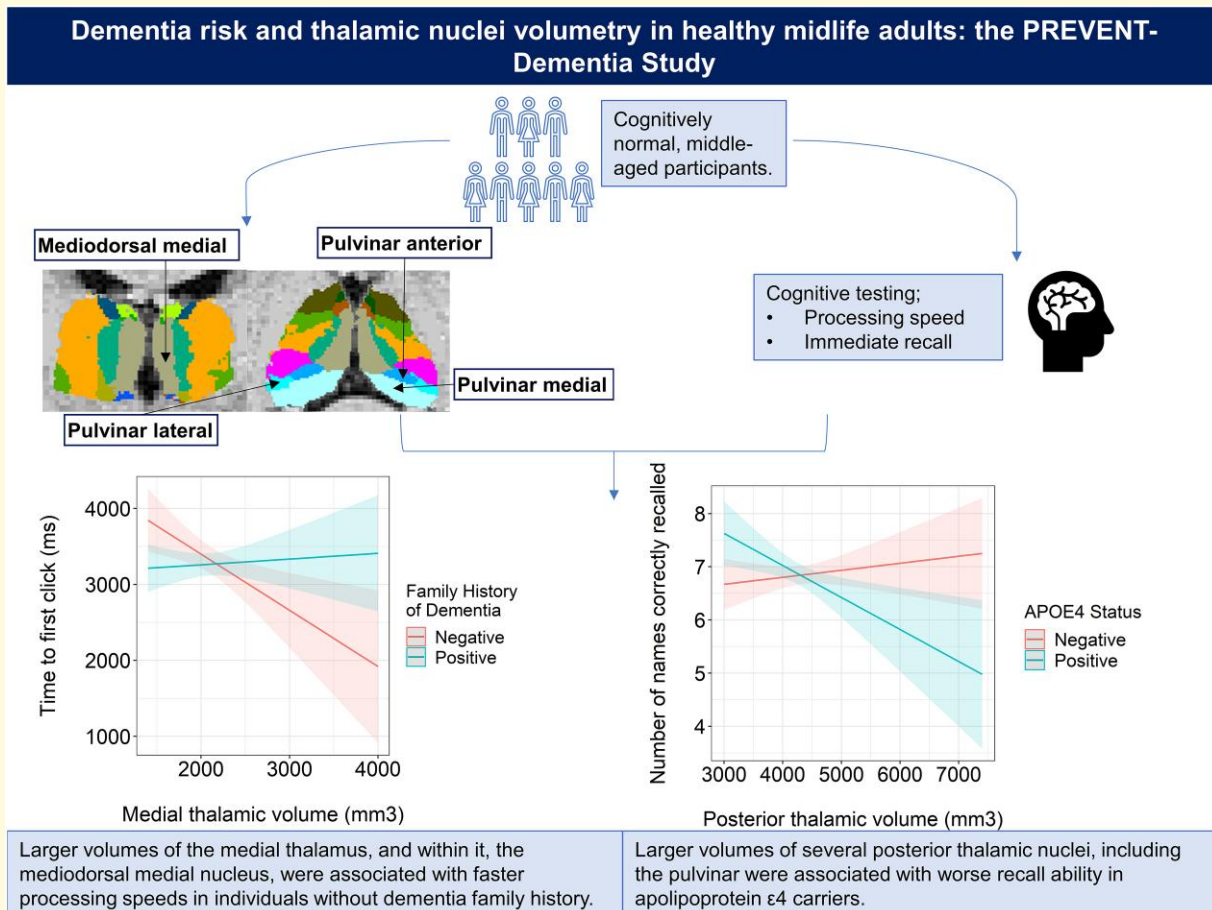 Dementia risk and thalamic nuclei volumetry in healthy midlife adults: the PREVENT-
Dementia Study
Cognitively
normal, middle-
aged participants.
Mediodorsal medial
Pulvinar anterior
Pulvinar medial
Pulvinar lateral
Cognitive testing;
• Processing speed
• Immediate recall
Time to first click (ms)
4000
3000
2000
1000
2000 3000 4000
Medial thalamic volume (mm3)
Family History
of Dementia
Negative
Positive
Number of names correctly recalled
8
7
6
5
4
3000 4000 5000 6000 7000
Posterior thalamic volume (mm3)
APOE4 Status
Negative
Positive
Larger volumes of the medial thalamus, and within it, the
mediodorsal medial nucleus, were associated with faster
processing speeds in individuals without dementia family history.
Larger volumes of several posterior thalamic nuclei, including
the pulvinar were associated with worse recall ability in
apolipoprotein ε4 carriers.